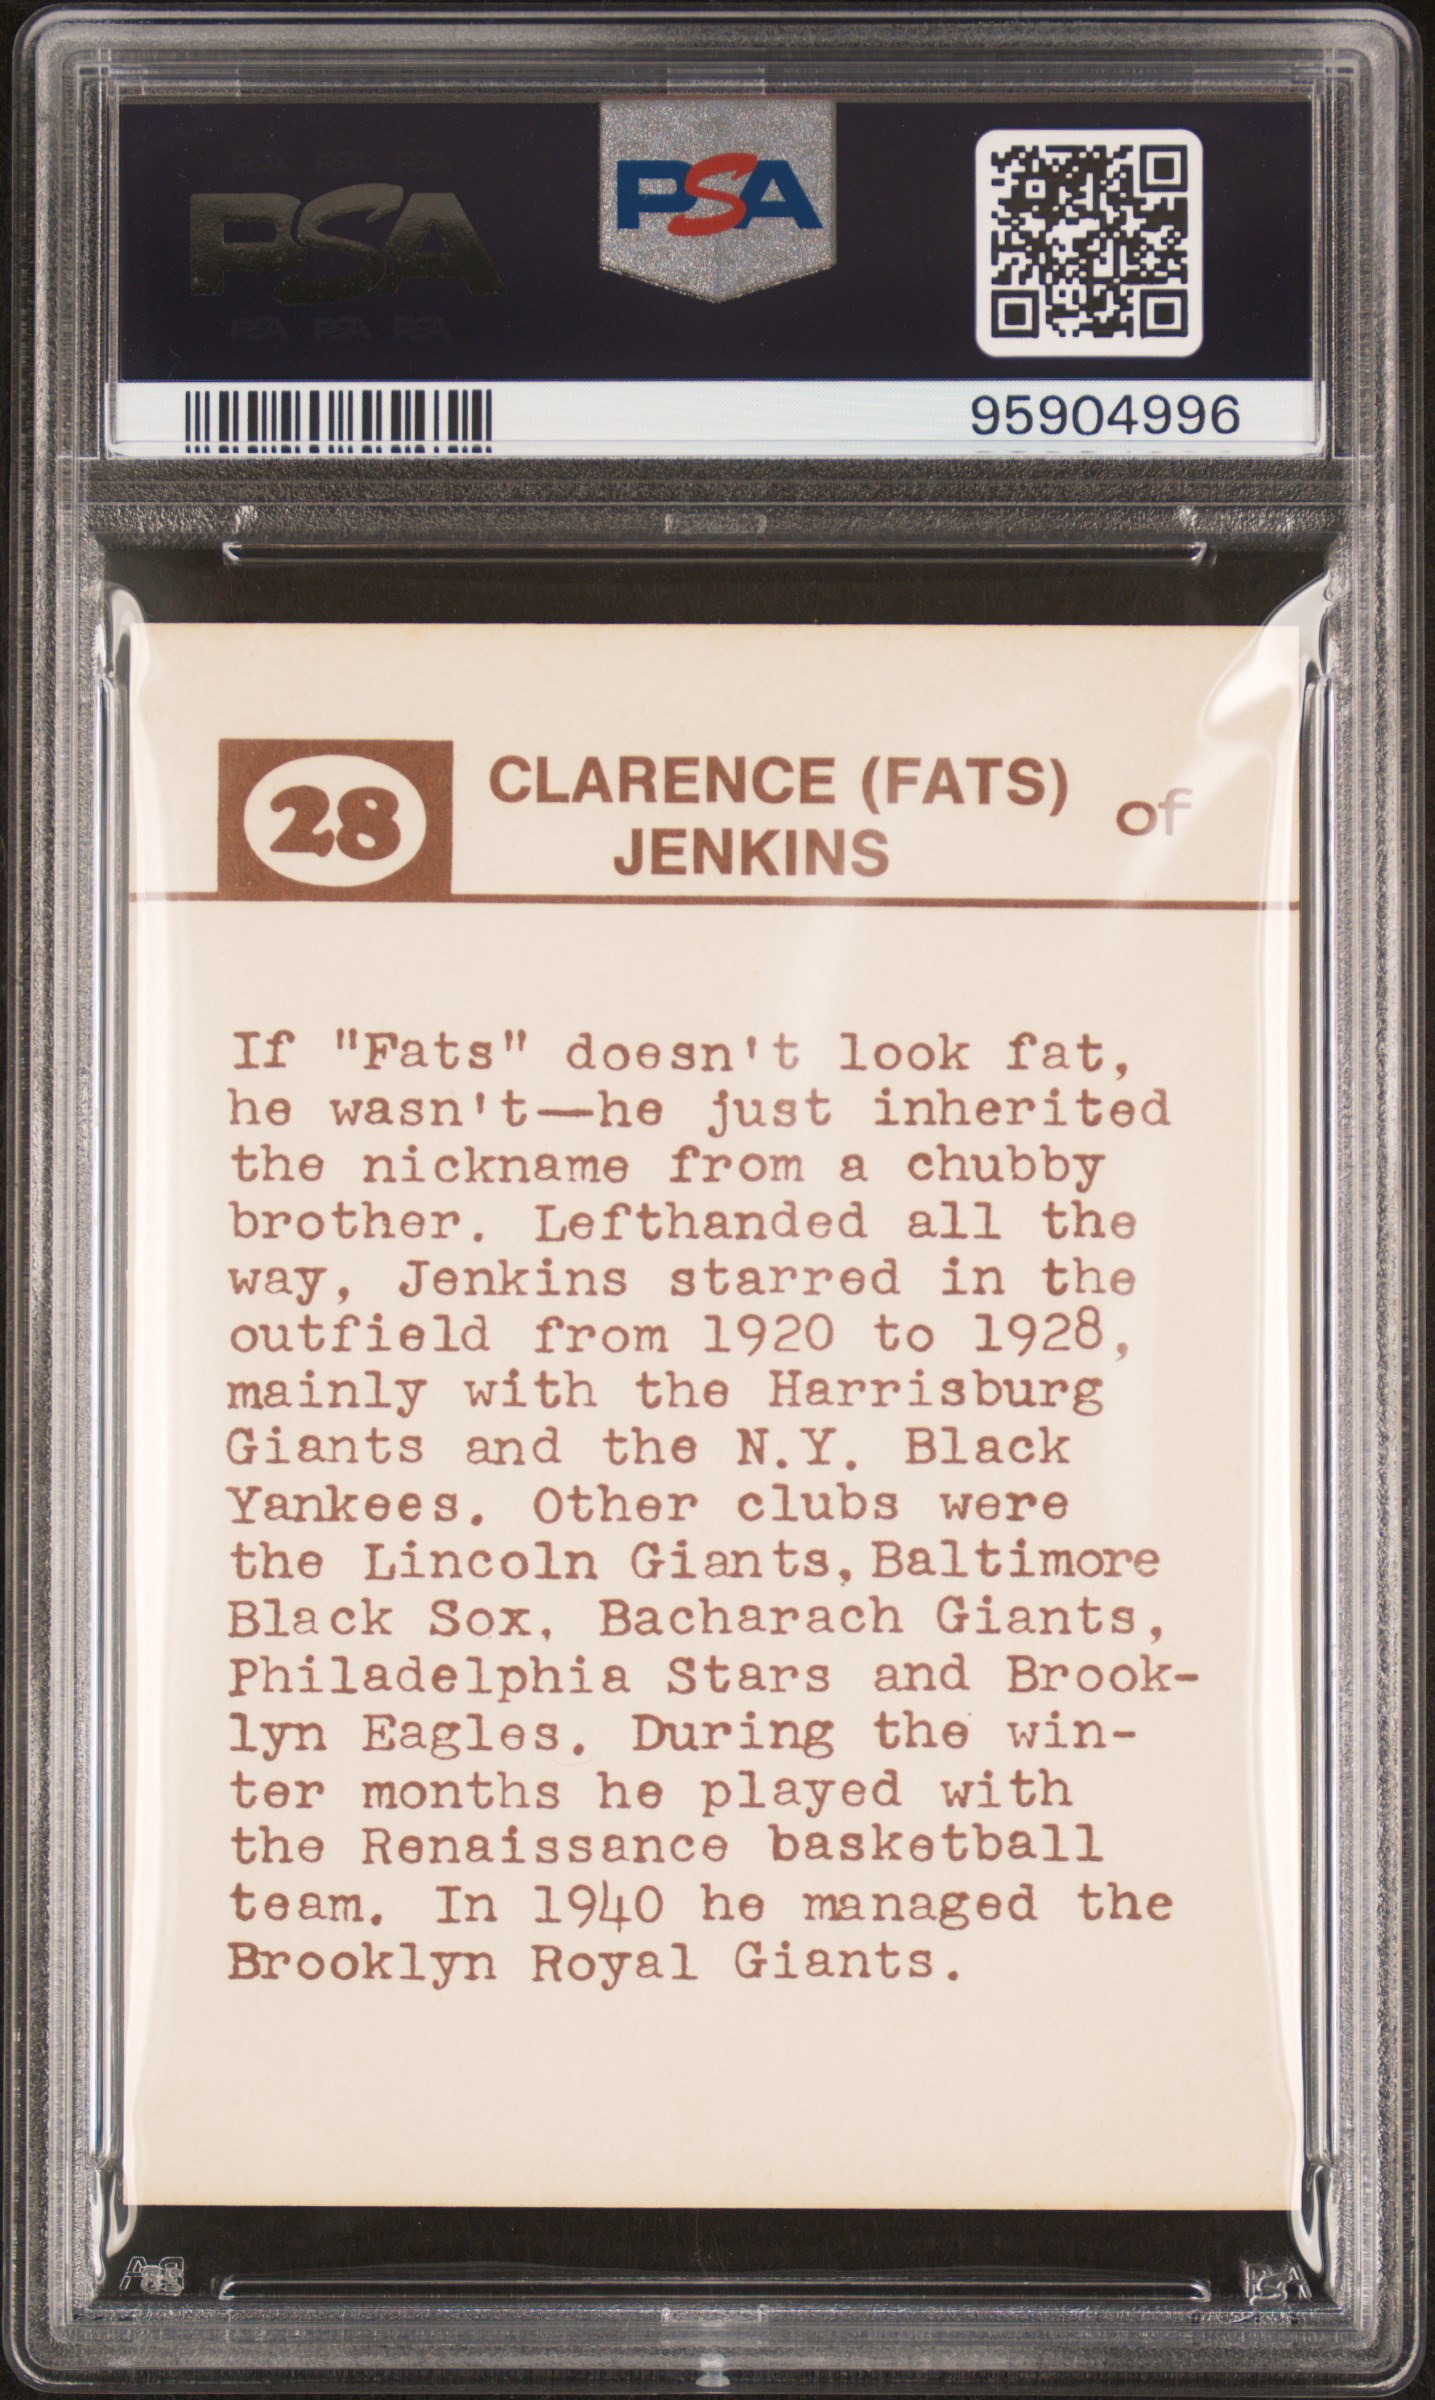 PSA
PSA
95904996
28
CLARENCE (FATS)
JENKINS
of
If "Fats" doesn't look fat,
he wasn't—he just inherited
the nickname from a chubby
brother. Lefthanded all the
way, Jenkins starred in the
outfield from 1920 to 1928,
mainly with the Harrisburg
Giants and the N.Y. Black
Yankees. Other clubs were
the Lincoln Giants, Baltimore
Black Sox, Bacharach Giants,
Philadelphia Stars and Brook-
lyn Eagles. During the win-
ter months he played with
the Renaissance basketball
team. In 1940 he managed the
Brooklyn Royal Giants.
PSA